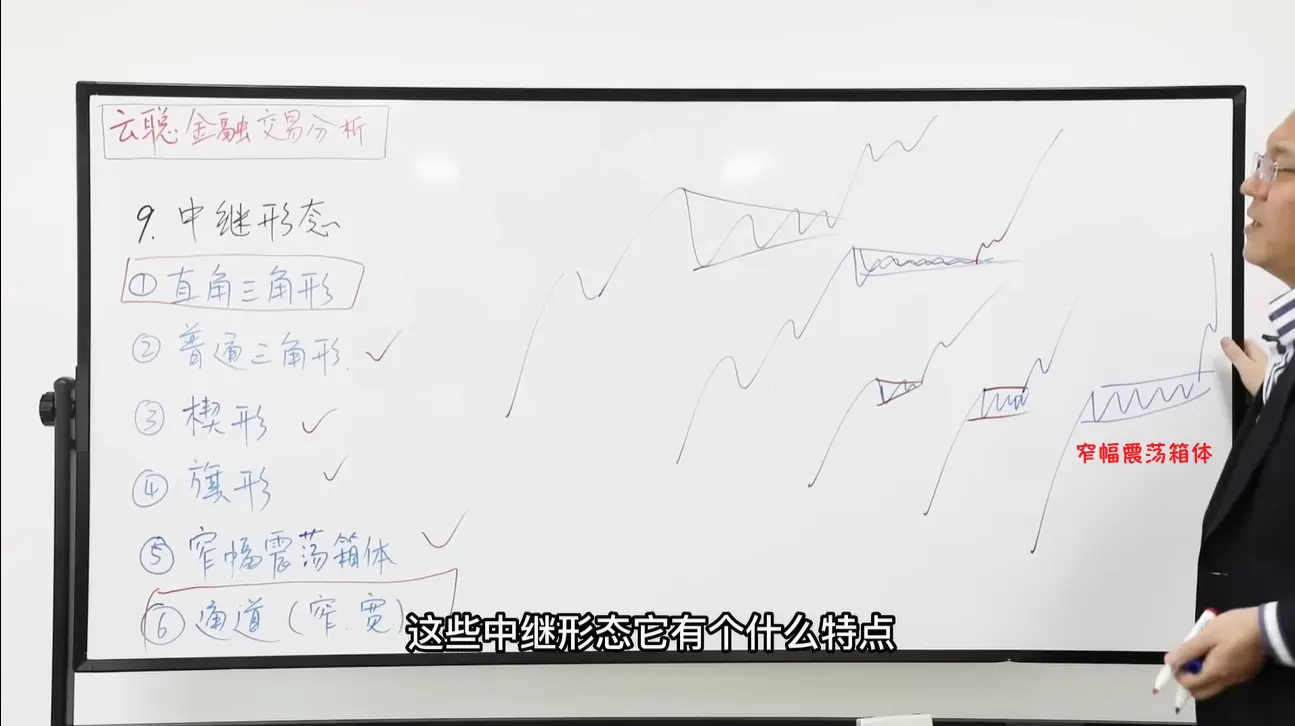 云聪金融交易分析
9. 中继形态
① 直角三角形
② 普通三角形.
③ 楔形
④ 旗形
⑤ 窄幅震荡箱体
⑥ 通道（窄.宽）
窄幅震荡箱体
这些中继形态它有个什么特点